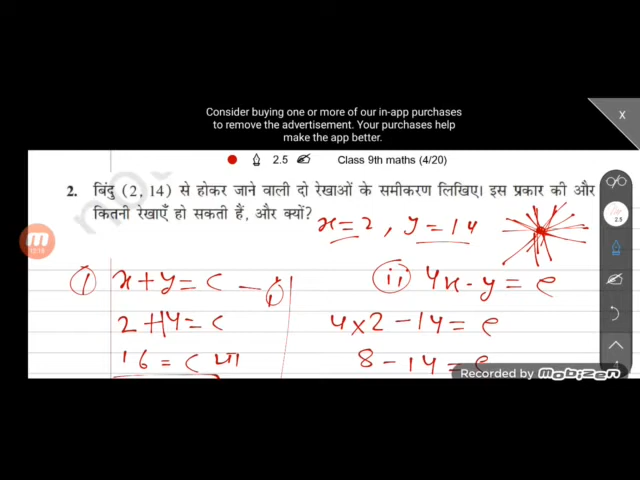 Consider buying one or more of our in-app purchases
to remove the advertisement. Your purchases help
make the app better.
X
2.5 Class 9th maths (4/20)
2. बिंदु (2, 14) से होकर जाने वाली दो रेखाओं के समीकरण लिखिए। इस प्रकार की और
कितनी रेखाएँ हो सकती हैं, और क्यों?
x=2, y=14
2.5
13:10
(i) x+y=c —(i)
(ii) 4x-y=e
2+14=c
4×2-14=e
16=c या
8-14=e
Recorded by mobizen